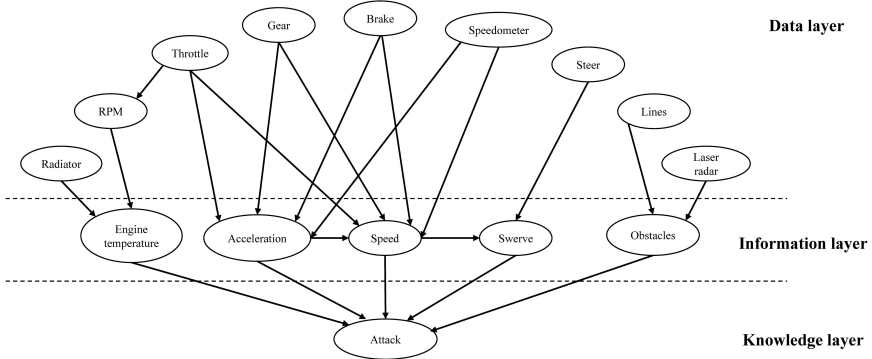 Data layer
Gear
Brake
Speedometer
Throttle
Steer
RPM
Lines
Radiator
Laser
radar
Engine
temperature
Acceleration
Speed
Swerve
Obstacles
Information layer
Attack
Knowledge layer